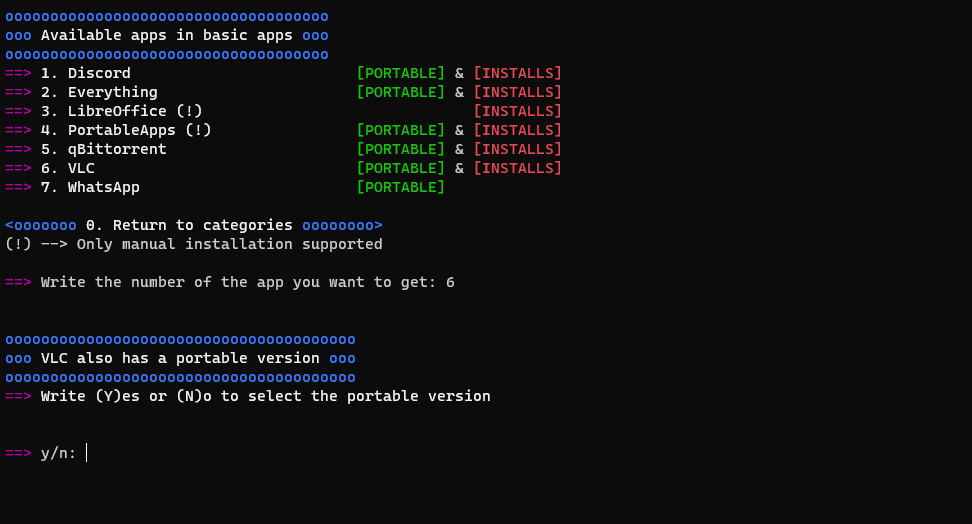 oooooooooooooooooooooooooooooooooooo
ooo Available apps in basic apps ooo
oooooooooooooooooooooooooooooooooooo
==> 1. Discord                         [PORTABLE] & [INSTALLS]
==> 2. Everything                      [PORTABLE] & [INSTALLS]
==> 3. LibreOffice (!)                              [INSTALLS]
==> 4. PortableApps (!)                [PORTABLE] & [INSTALLS]
==> 5. qBittorrent                     [PORTABLE] & [INSTALLS]
==> 6. VLC                             [PORTABLE] & [INSTALLS]
==> 7. WhatsApp                        [PORTABLE]
<ooooooo 0. Return to categories oooooooo>
(!) --> Only manual installation supported
==> Write the number of the app you want to get: 6
ooooooooooooooooooooooooooooooooooooooo
ooo VLC also has a portable version ooo
ooooooooooooooooooooooooooooooooooooooo
==> Write (Y)es or (N)o to select the portable version
==> y/n: